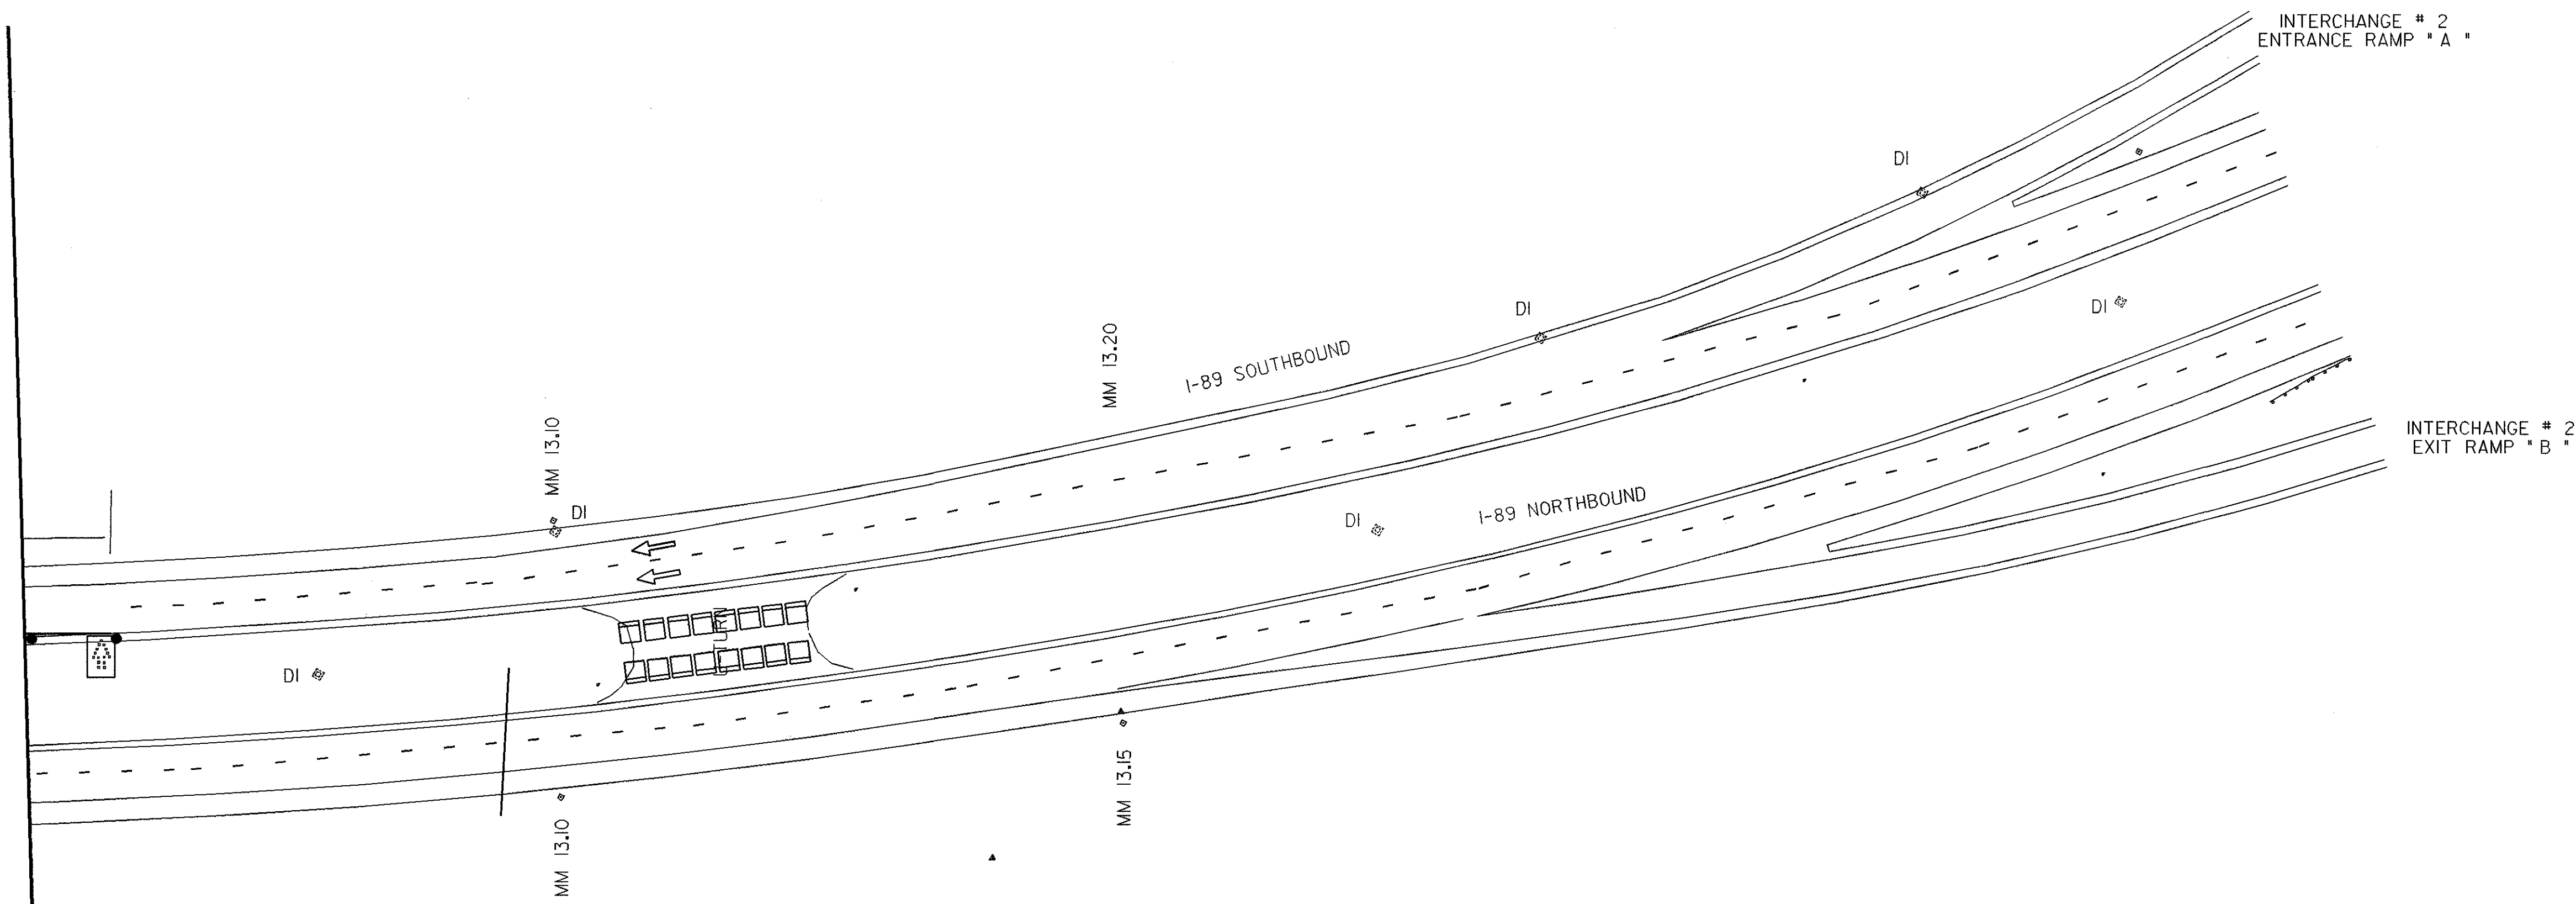 INTERCHANGE # 2
ENTRANCE RAMP "A "
DI
DI
DI
MM 13.20
I-89 SOUTHBOUND
MM 13.10
DI
I-89 NORTHBOUND
DI
INTERCHANGE # 2
EXIT RAMP "B "
DI
MM 13.15
MM 13.10